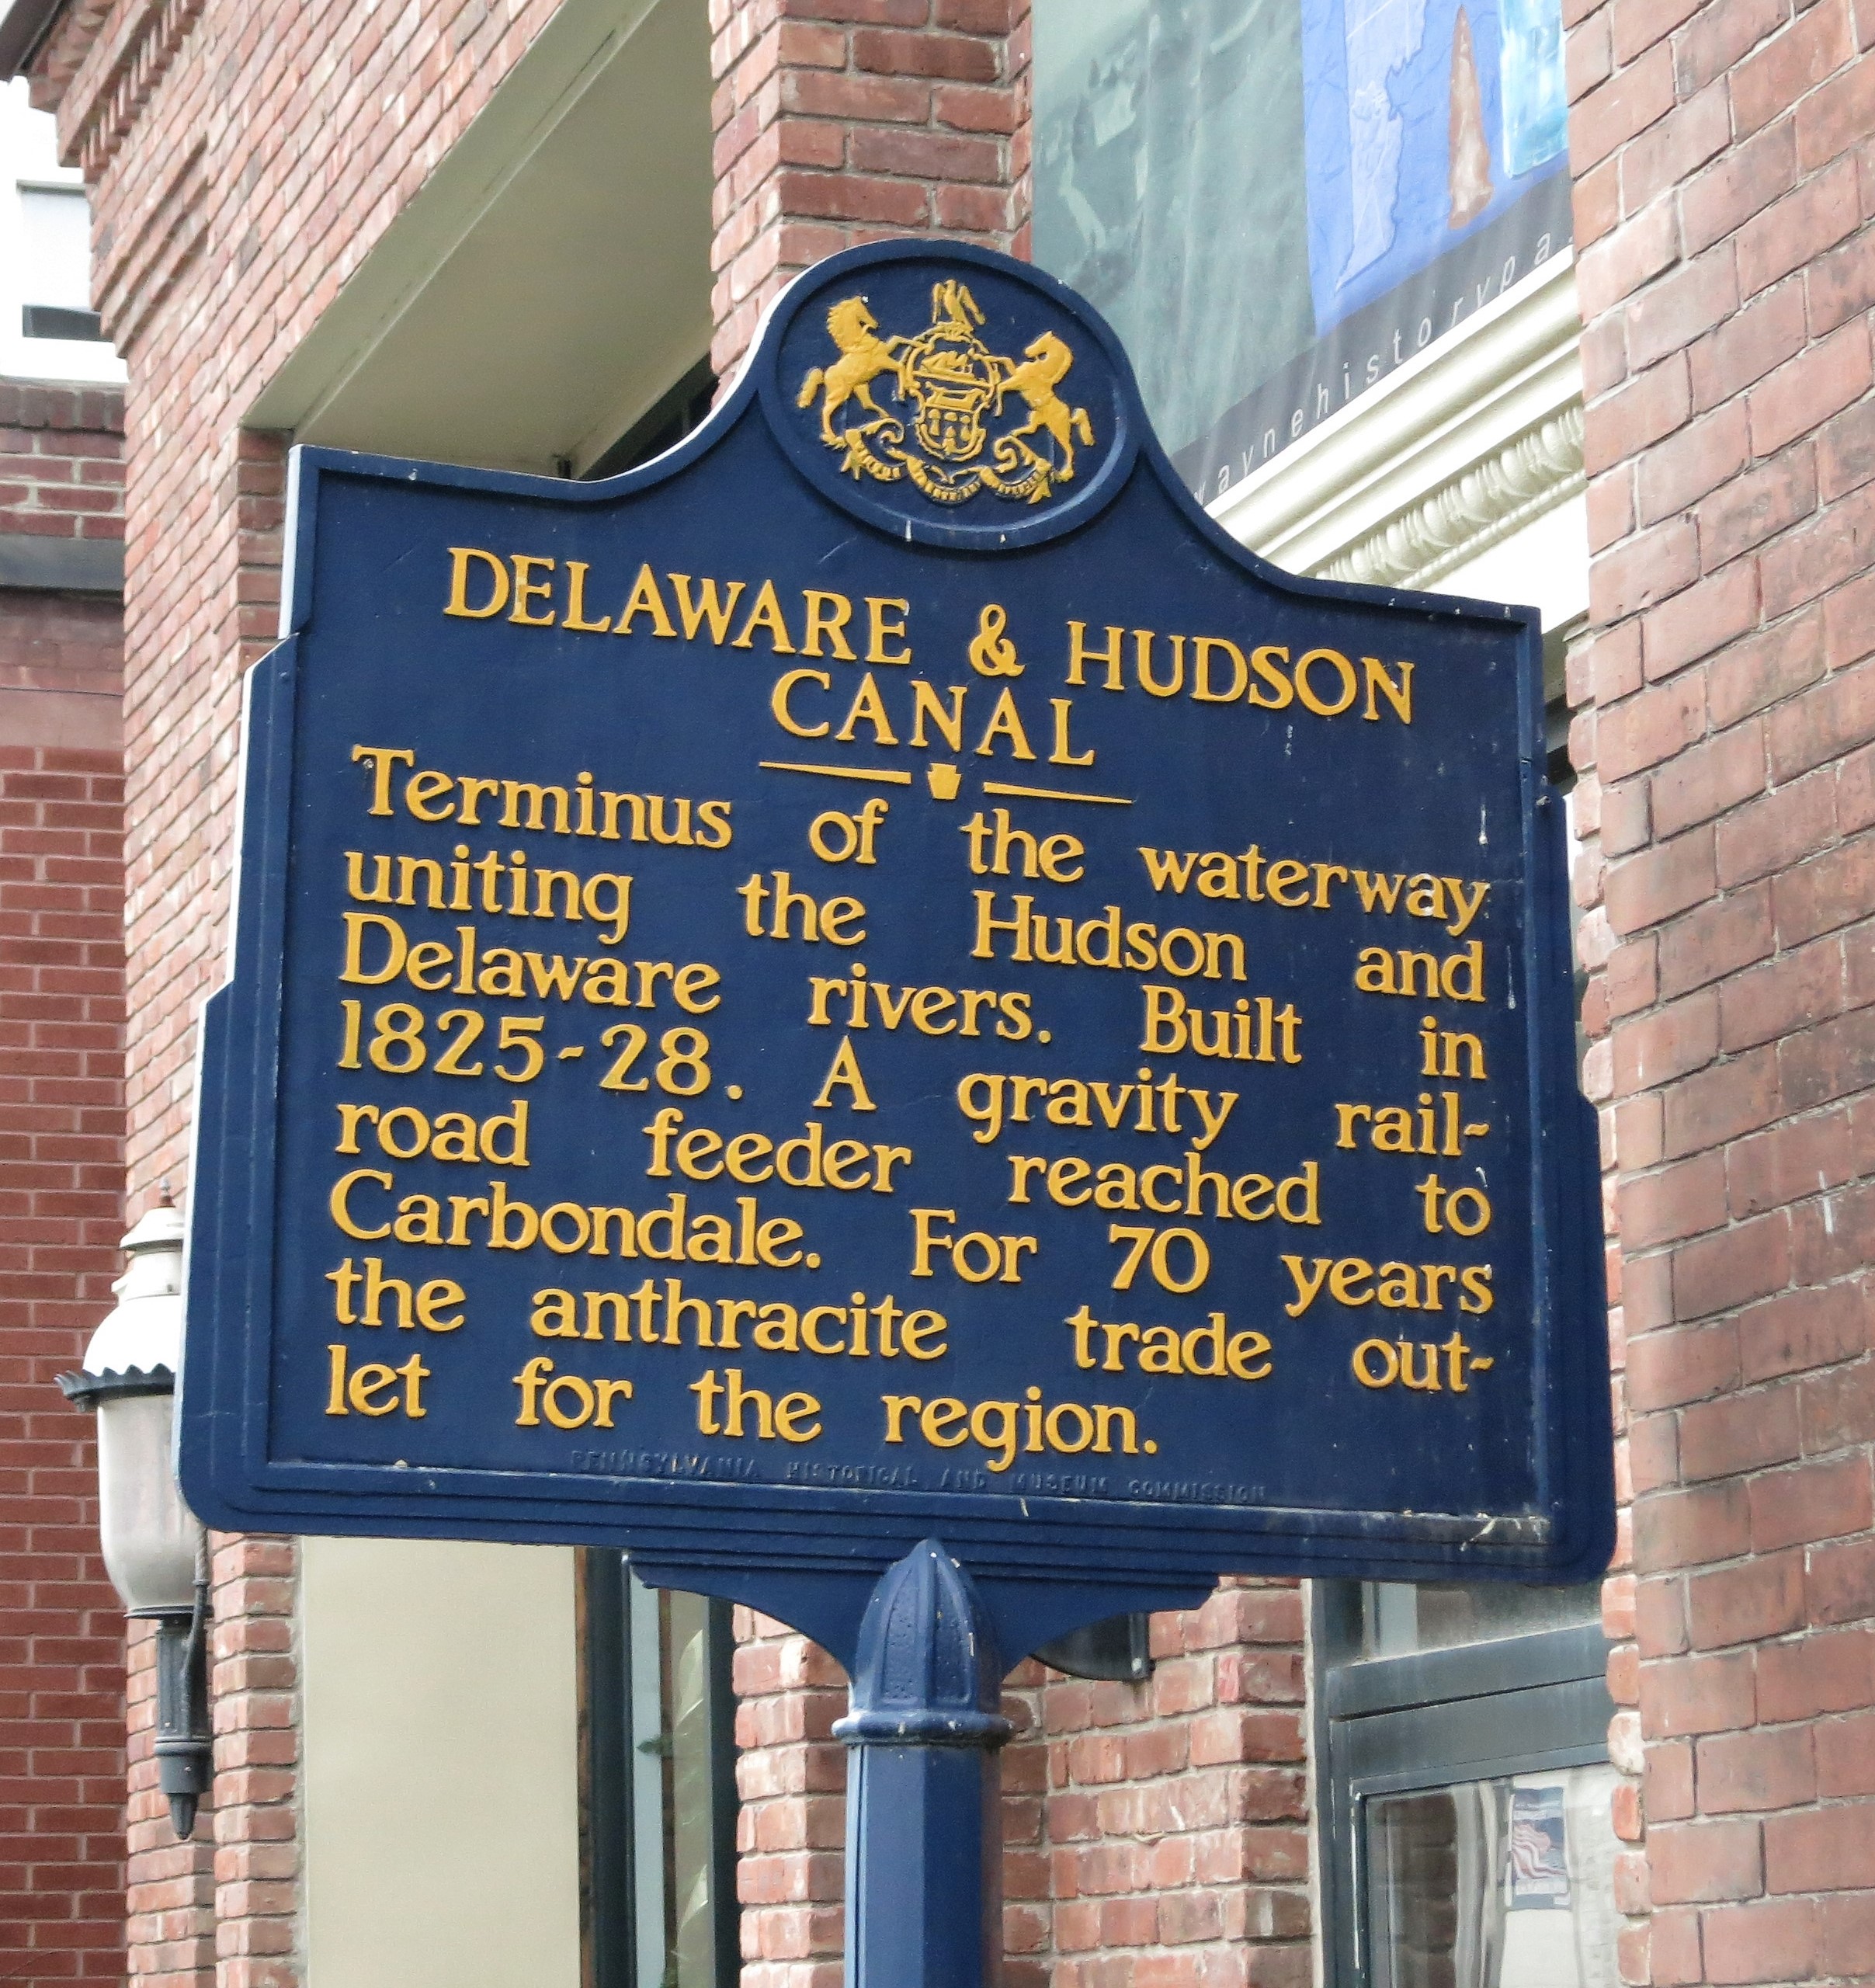 waynehistorypa.
DELAWARE & HUDSON
CANAL
Terminus of the waterway
uniting the Hudson and
Delaware rivers. Built in
1825-28. A gravity rail-
road feeder reached to
Carbondale. For 70 years
the anthracite trade out-
let for the region.
PENNSYLVANIA HISTORICAL AND MUSEUM COMMISSION